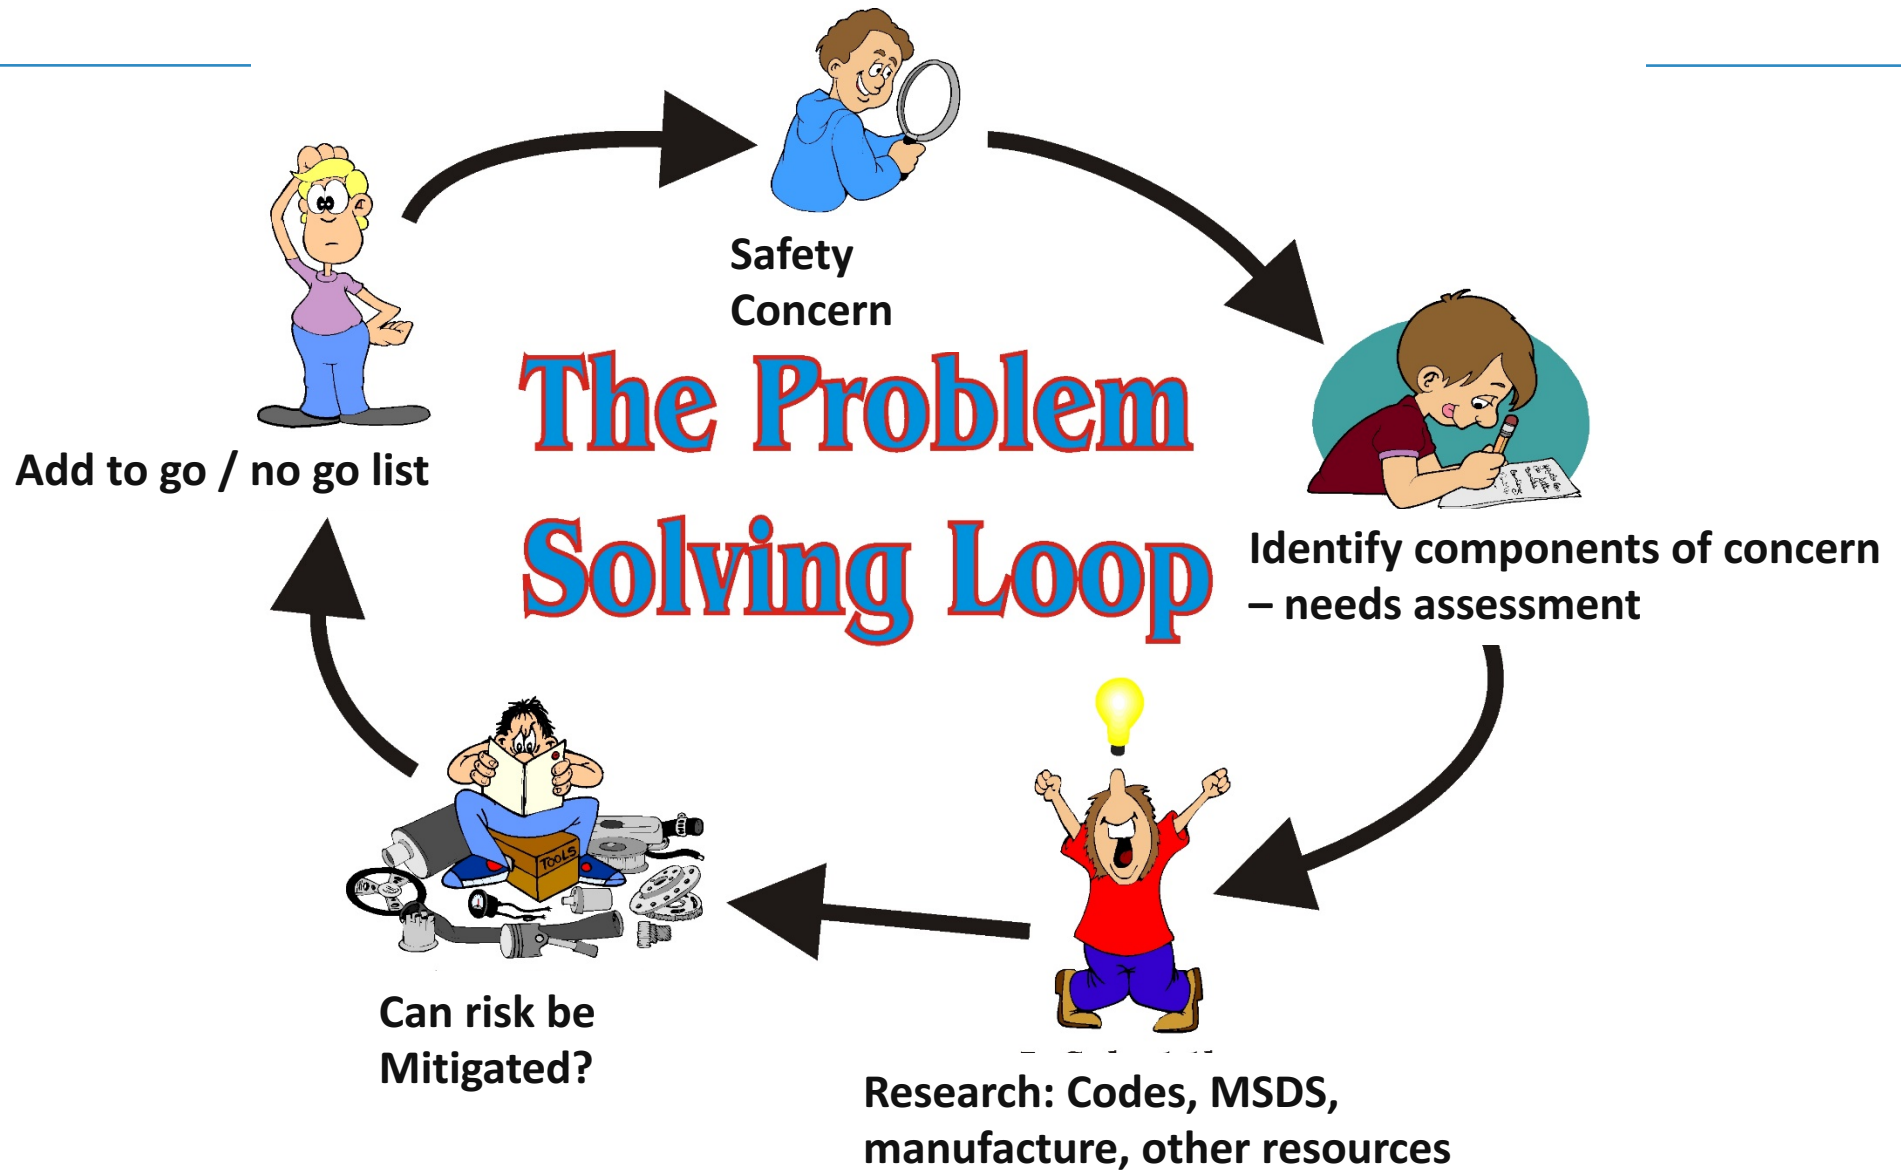 Safety
Concern
The Problem
Solving Loop
Identify components of concern
– needs assessment
Research: Codes, MSDS,
manufacture, other resources
Can risk be
Mitigated?
TOOLS
Add to go / no go list